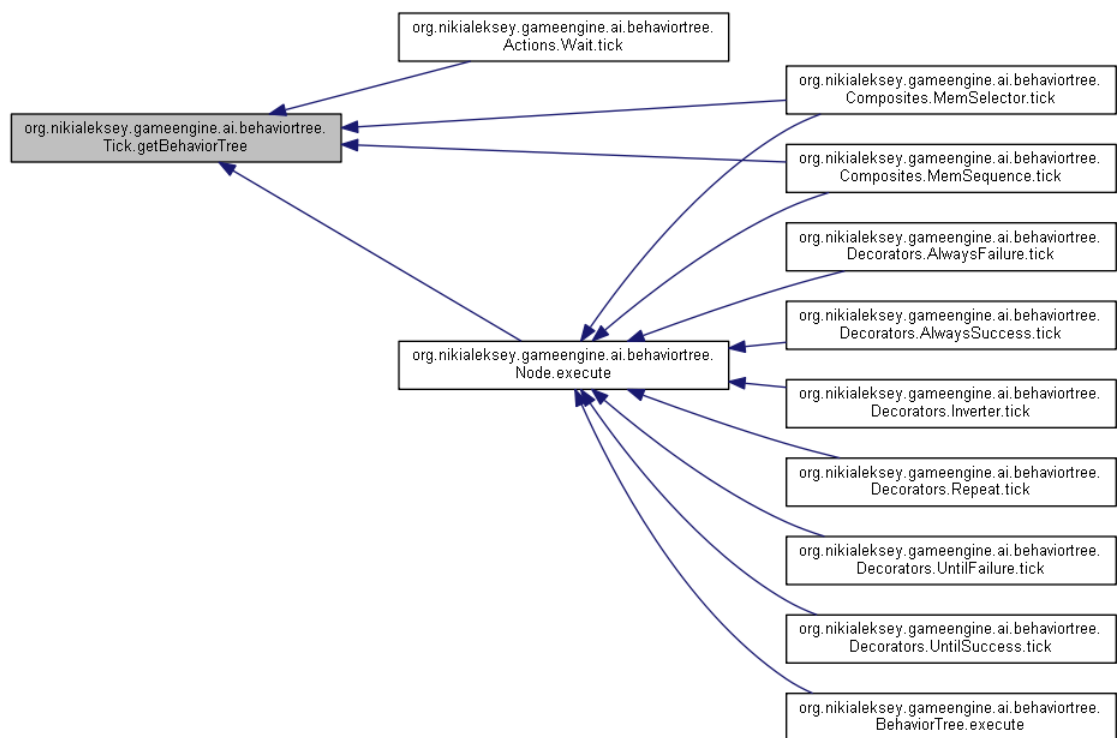 org.nikialeksey.gameengine.ai.behaviortree.
Actions.Wait.tick
org.nikialeksey.gameengine.ai.behaviortree.
Composites.MemSelector.tick
org.nikialeksey.gameengine.ai.behaviortree.
Tick.getBehaviorTree
org.nikialeksey.gameengine.ai.behaviortree.
Composites.MemSequence.tick
org.nikialeksey.gameengine.ai.behaviortree.
Decorators.AlwaysFailure.tick
org.nikialeksey.gameengine.ai.behaviortree.
Decorators.AlwaysSuccess.tick
org.nikialeksey.gameengine.ai.behaviortree.
Node.execute
org.nikialeksey.gameengine.ai.behaviortree.
Decorators.Inverter.tick
org.nikialeksey.gameengine.ai.behaviortree.
Decorators.Repeat.tick
org.nikialeksey.gameengine.ai.behaviortree.
Decorators.UntilFailure.tick
org.nikialeksey.gameengine.ai.behaviortree.
Decorators.UntilSuccess.tick
org.nikialeksey.gameengine.ai.behaviortree.
BehaviorTree.execute